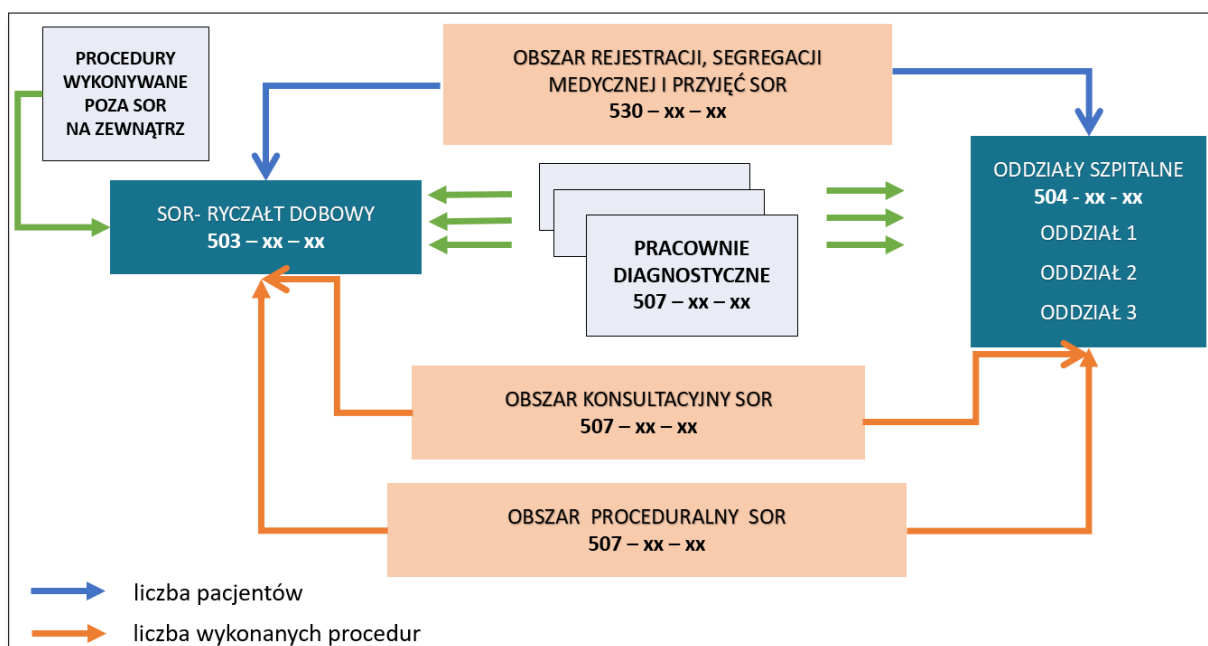 PROCEDURY
WYKONYWANE
POZA SOR
NA ZEWNĄTRZ
OBSZAR REJESTRACJI, SEGREGACJI
MEDYCZNEJ I PRZYJĘĆ SOR
530 – xx – xx
SOR- RYCZAŁT DOBOWY
503 – xx – xx
PRACOWNIE
DIAGNOSTYCZNE
507 – xx – xx
ODDZIAŁY SZPITALNE
504 - xx - xx
ODDZIAŁ 1
ODDZIAŁ 2
ODDZIAŁ 3
OBSZAR KONSULTACYJNY SOR
507 – xx – xx
OBSZAR PROCEDURALNY SOR
507 – xx – xx
liczba pacjentów
liczba wykonanych procedur